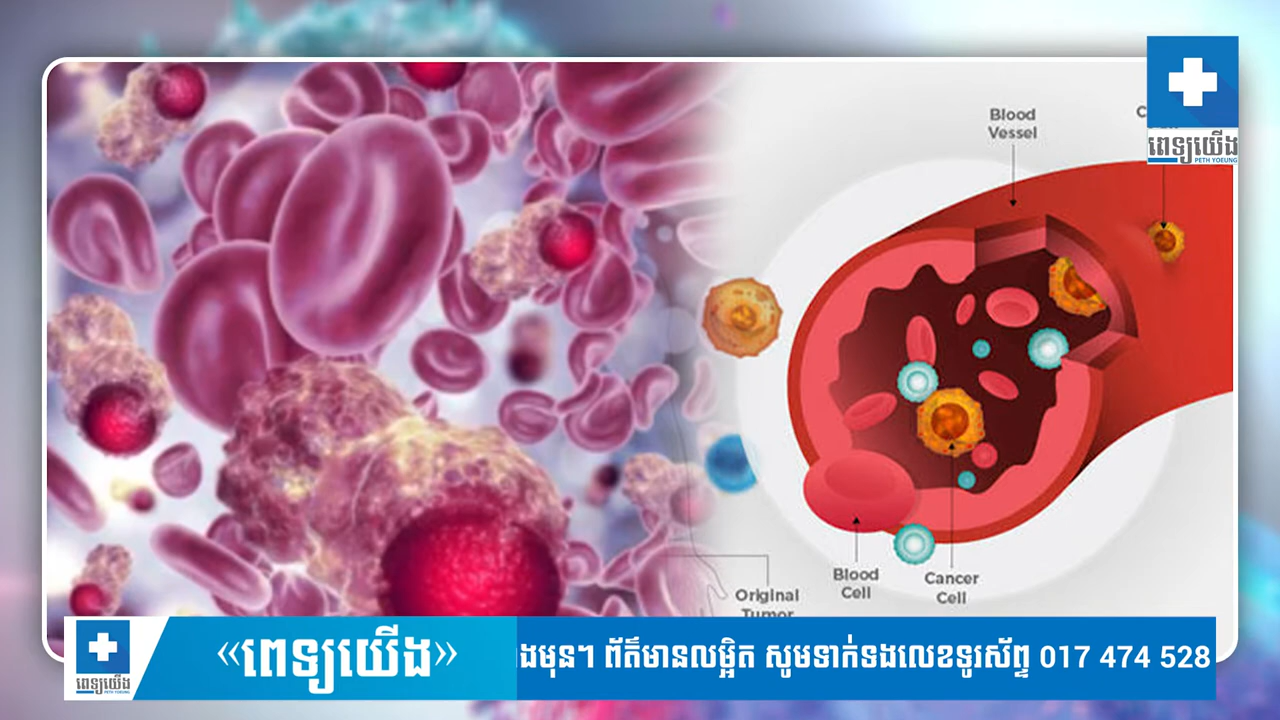 Blood
Vessel
ពេទ្យយើង
PETH YOEUNG
Blood
Cell
Cancer
Cell
Original
Tumor
ពេទ្យយើង
PETH YOEUNG
«ពេទ្យយើង»
មុនៗ ព័ត៌មានលម្អិត សូមទាក់ទងលេខទូរស័ព្ទ 017 474 528